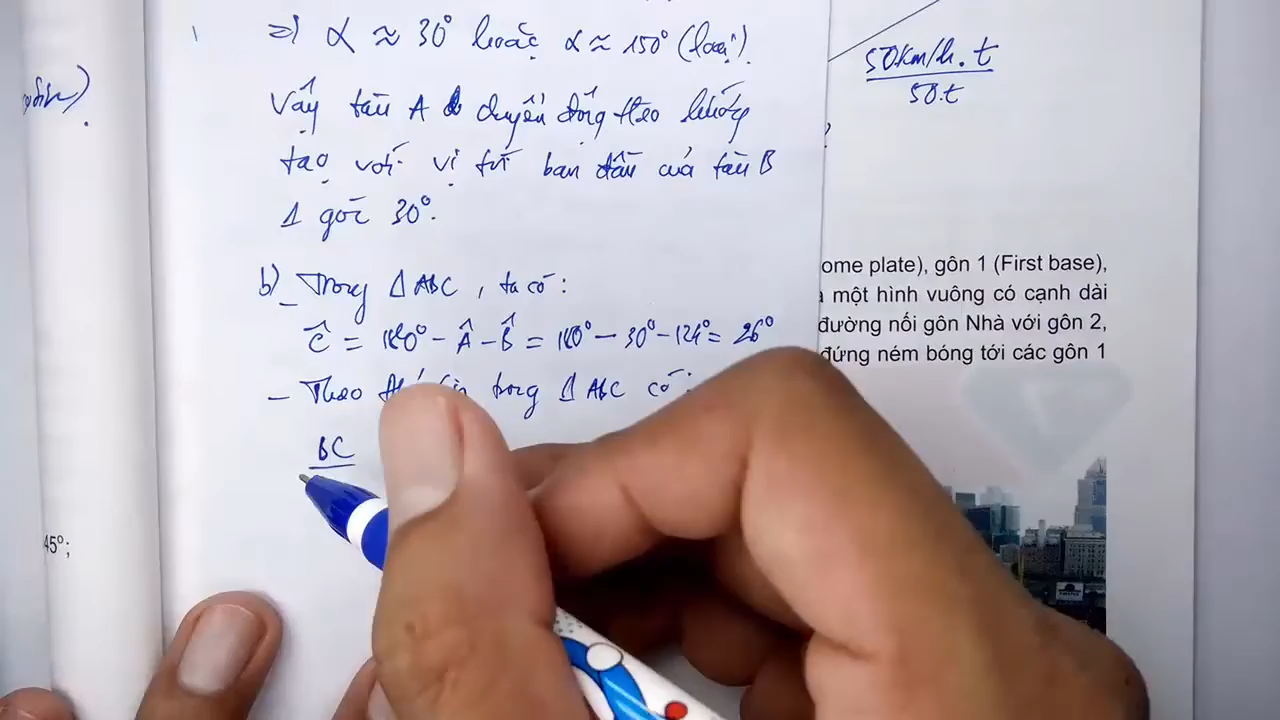 ⇒ α ≈ 30° hoặc α ≈ 150° (loại).
Vậy tàu A chuyển động theo hướng
tạo với vị trí ban đầu của tàu B
1 góc 30°.
b) _ Trong Δ ABC, ta có:
Ĉ = 180° - Â - B̂ = 180° - 30° - 124° = 26°
- Theo sin trong Δ ABC có:
BC
50km/h. t
50.t
ome plate), gôn 1 (First base),
một hình vuông có cạnh dài
đường nối gôn Nhà với gôn 2,
đứng ném bóng tới các gôn 1
45°;